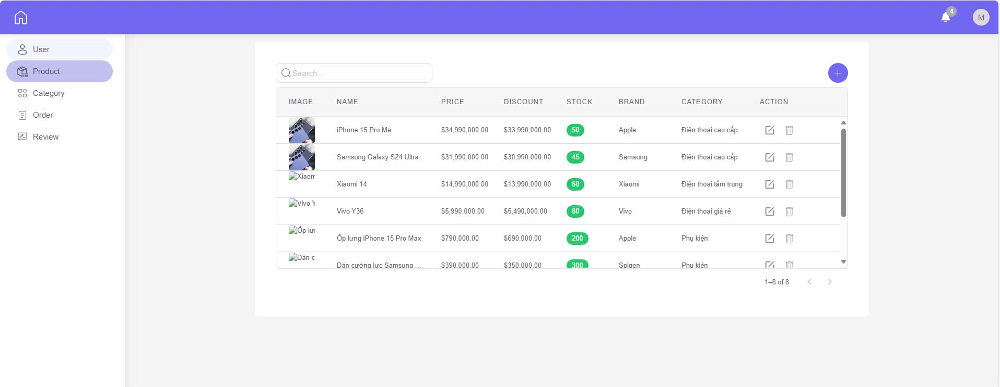 4
M
User
Product
Category
Order
Review
Search...
IMAGE NAME PRICE DISCOUNT STOCK BRAND CATEGORY ACTION
iPhone 15 Pro Ma $34,990,000.00 $33,990,000.00 50 Apple Điện thoại cao cấp
Samsung Galaxy S24 Ultra $31,990,000.00 $30,990,000.00 45 Samsung Điện thoại cao cấp
Xiaom Xiaomi 14 $14,990,000.00 $13,990,000.00 60 Xiaomi Điện thoại tầm trung
Vivo Y Vivo Y36 $5,990,000.00 $5,490,000.00 80 Vivo Điện thoại giá rẻ
Ốp lưn Ốp lưng iPhone 15 Pro Max $790,000.00 $690,000.00 200 Apple Phụ kiện
Dán c Dán cường lực Samsung ... $390,000.00 $350,000.00 300 Spigen Phụ kiện
1–8 of 8